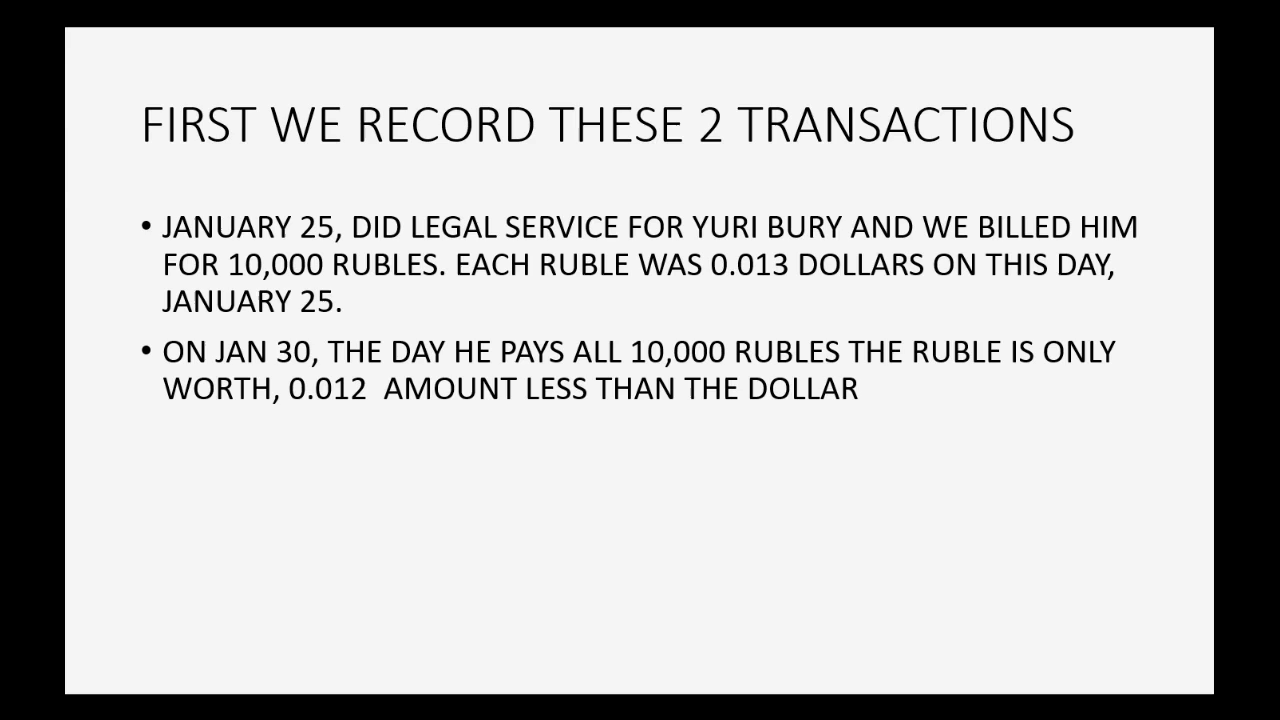 FIRST WE RECORD THESE 2 TRANSACTIONS
• JANUARY 25, DID LEGAL SERVICE FOR YURI BURY AND WE BILLED HIM
FOR 10,000 RUBLES. EACH RUBLE WAS 0.013 DOLLARS ON THIS DAY,
JANUARY 25.
• ON JAN 30, THE DAY HE PAYS ALL 10,000 RUBLES THE RUBLE IS ONLY
WORTH, 0.012  AMOUNT LESS THAN THE DOLLAR